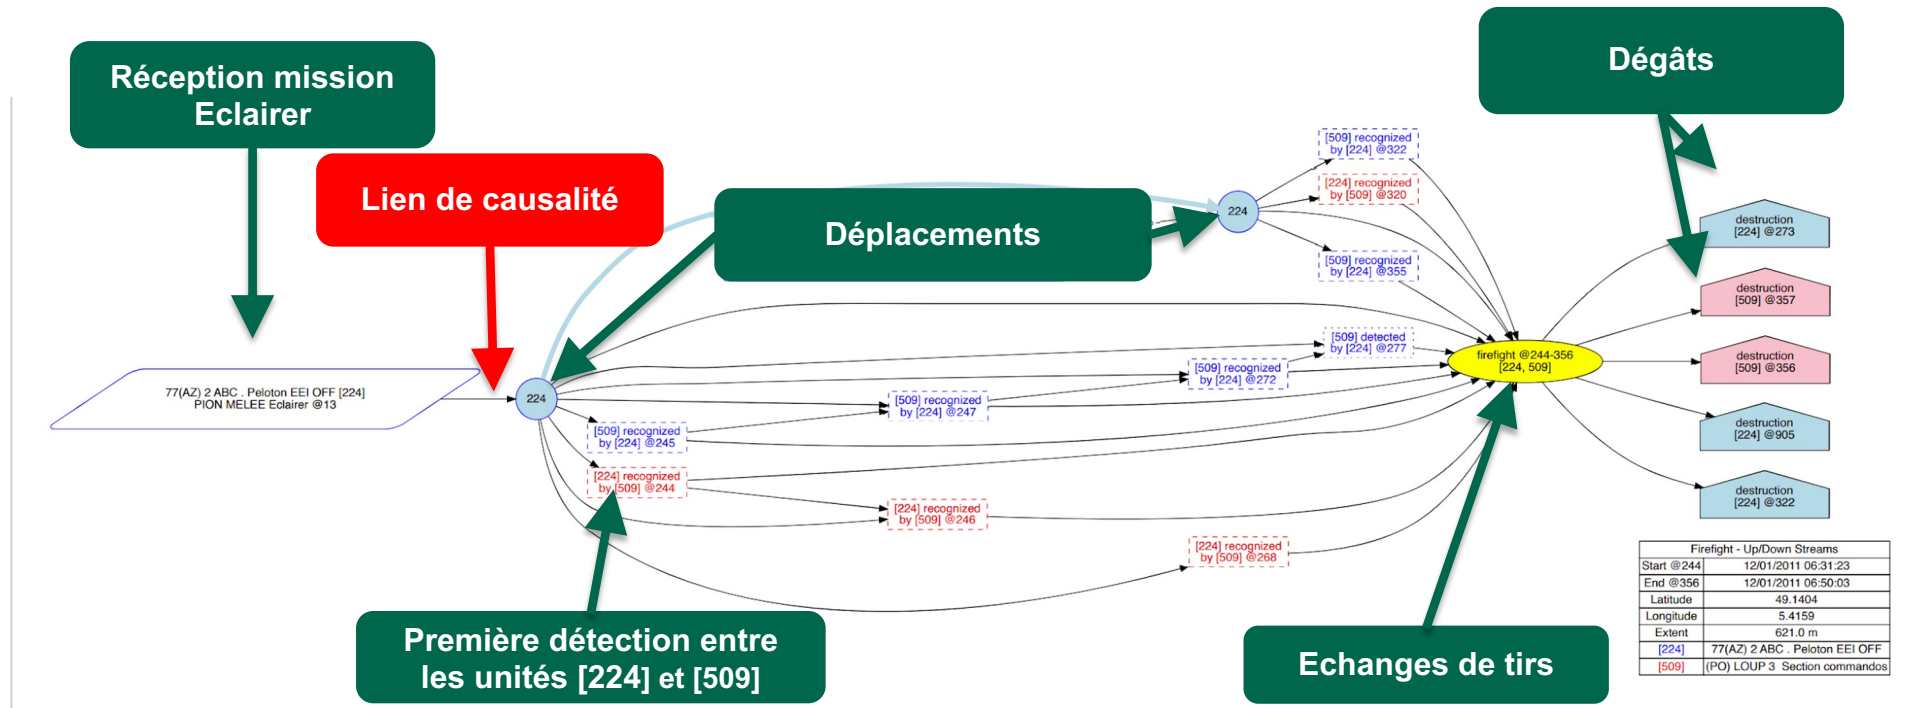 Dégâts
Réception mission
Eclairer
Lien de causalité
Déplacements
[509] recognized
by [224] @322
[224] recognized
by [509] @320
224
[509] recognized
by [224] @355
destruction
[224] @273
destruction
[509] @357
destruction
[509] @356
destruction
[224] @905
destruction
[224] @322
77(AZ) 2 ABC . Peloton EEI OFF [224]
PION MELEE Eclairer @13
224
[509] detected
by [224] @277
firefight @244-356
[224, 509]
[509] recognized
by [224] @272
[509] recognized
by [224] @247
[509] recognized
by [224] @245
[224] recognized
by [509] @244
[224] recognized
by [509] @246
[224] recognized
by [509] @268
Première détection entre
les unités [224] et [509]
Echanges de tirs
Firefight - Up/Down Streams
Start @244 12/01/2011 06:31:23
End @356 12/01/2011 06:50:03
Latitude 49.1404
Longitude 5.4159
Extent 621.0 m
[224] 77(AZ) 2 ABC . Peloton EEI OFF
[509] (PO) LOUP 3 Section commandos